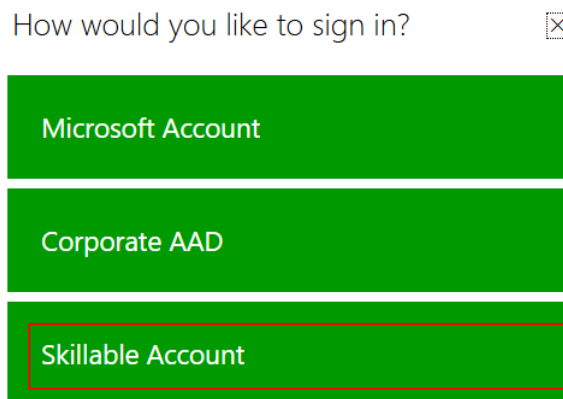 How would you like to sign in?
Microsoft Account
Corporate AAD
Skillable Account